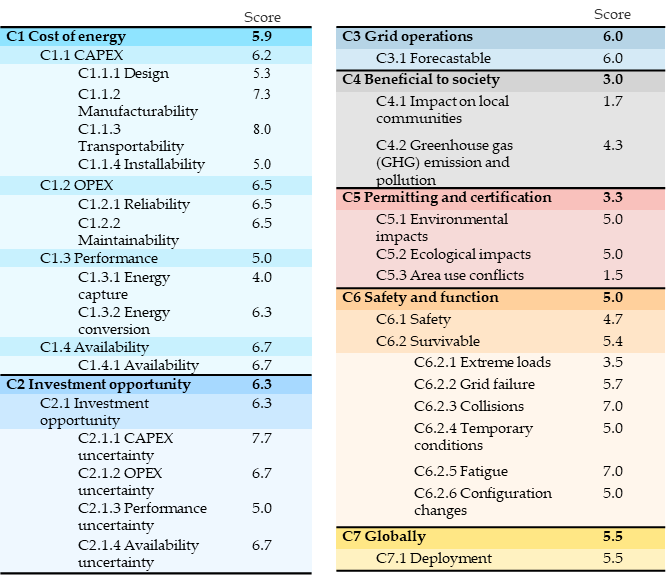 Score
C1 Cost of energy 5.9
C1.1 CAPEX 6.2
C1.1.1 Design 5.3
C1.1.2 7.3
Manufacturability
C1.1.3 8.0
Transportability
C1.1.4 Installability 5.0
C1.2 OPEX 6.5
C1.2.1 Reliability 6.5
C1.2.2 6.5
Maintainability
C1.3 Performance 5.0
C1.3.1 Energy 4.0
capture
C1.3.2 Energy 6.3
conversion
C1.4 Availability 6.7
C1.4.1 Availability 6.7
C2 Investment opportunity 6.3
C2.1 Investment 6.3
opportunity
C2.1.1 CAPEX 7.7
uncertainty
C2.1.2 OPEX 6.7
uncertainty
C2.1.3 Performance 5.0
uncertainty
C2.1.4 Availability 6.7
uncertainty
Score
C3 Grid operations 6.0
C3.1 Forecastable 6.0
C4 Beneficial to society 3.0
C4.1 Impact on local 1.7
communities
C4.2 Greenhouse gas 4.3
(GHG) emission and
pollution
C5 Permitting and certification 3.3
C5.1 Environmental 5.0
impacts
C5.2 Ecological impacts 5.0
C5.3 Area use conflicts 1.5
C6 Safety and function 5.0
C6.1 Safety 4.7
C6.2 Survivable 5.4
C6.2.1 Extreme loads 3.5
C6.2.2 Grid failure 5.7
C6.2.3 Collisions 7.0
C6.2.4 Temporary 5.0
conditions
C6.2.5 Fatigue 7.0
C6.2.6 Configuration 5.0
changes
C7 Globally 5.5
C7.1 Deployment 5.5